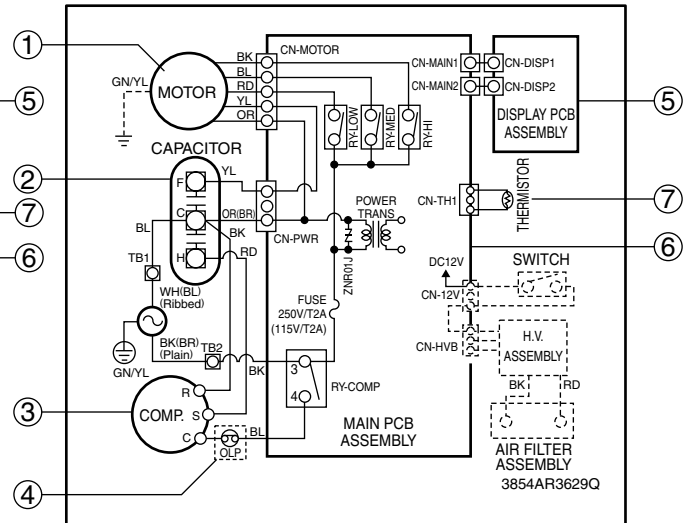 1
5
2
7
6
3
4
5
7
6
MOTOR
GN/YL
BK
BL
RD
YL
OR
CN-MOTOR
RY-LOW
RY-MED
RY-HI
CN-MAIN1
CN-MAIN2
CN-DISP1
CN-DISP2
DISPLAY PCB
ASSEMBLY
CAPACITOR
F
C
H
YL
OR(BR)
BK
RD
BL
TB1
WH(BL)
(Ribbed)
BK(BR)
(Plain)
TB2
GN/YL
BK
CN-PWR
POWER
TRANS
ZNR01J
FUSE
250V/T2A
(115V/T2A)
CN-TH1
THERMISTOR
DC12V
CN-12V
SWITCH
CN-HVB
H.V.
ASSEMBLY
BK
RD
AIR FILTER
ASSEMBLY
3854AR3629Q
3
4
RY-COMP
MAIN PCB
ASSEMBLY
COMP.
R
S
C
OLP
BL